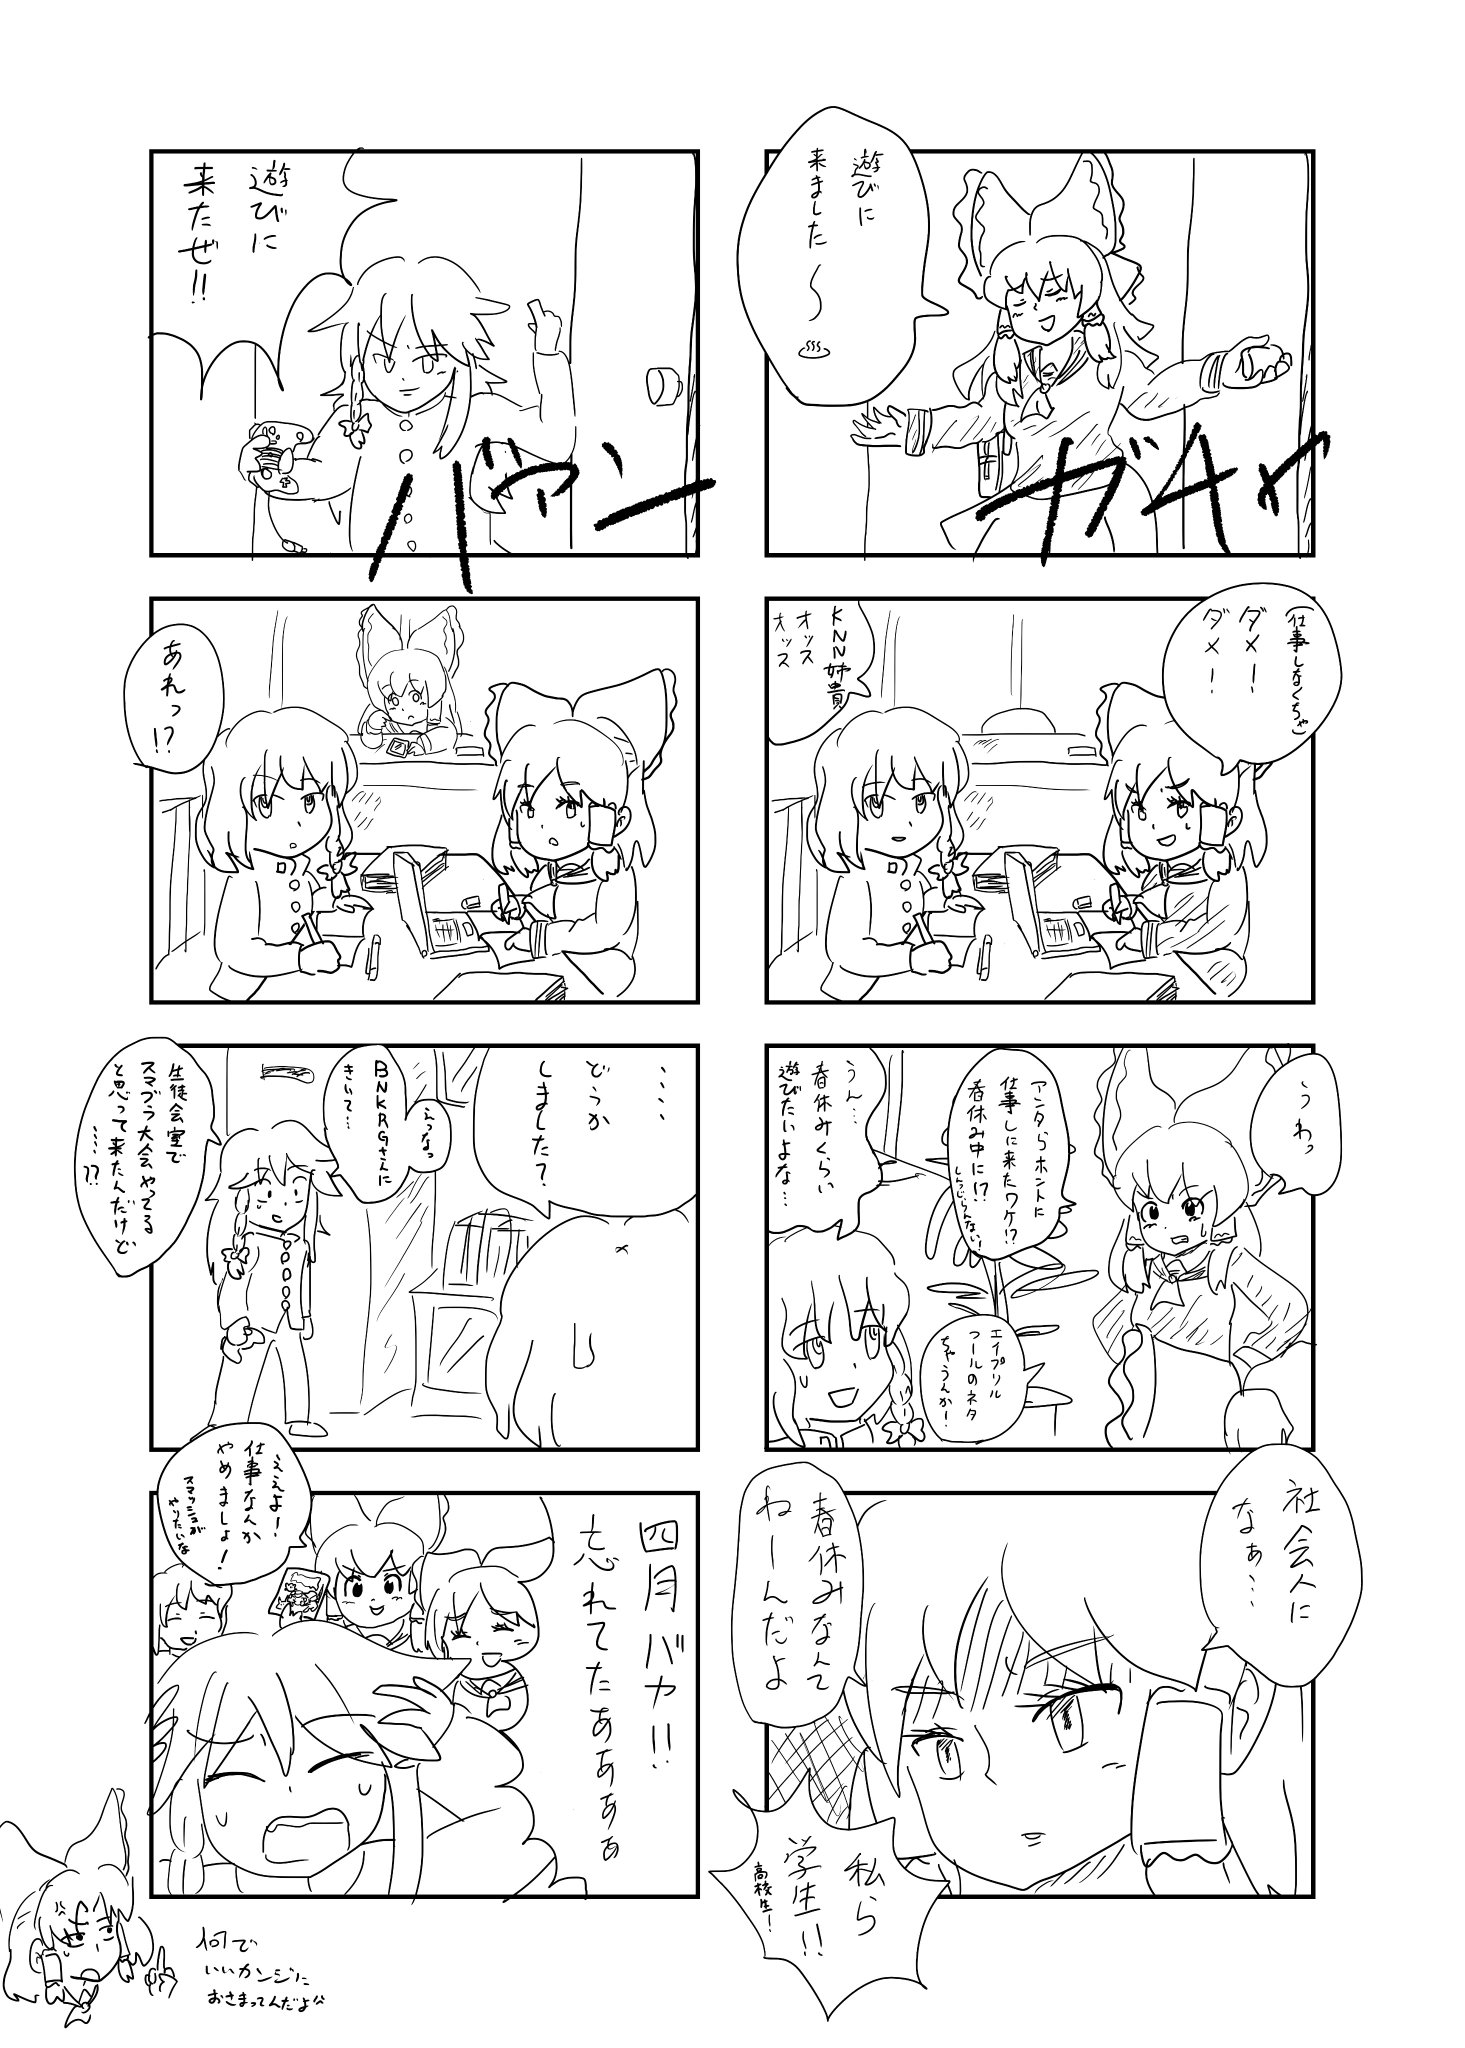 遊びに
来ました〜♨
ガチャ
(仕事しなくちゃ)
ダメー!
ダメー!
KNN姉貴
オッス
オッス
うわっ
アンタらホントに
仕事しに来たワケ!?
春休み中に!?
しんじらんない!
うん…
春休みくらい
遊びたいよな…
エイプリル
フールのネタ
ちゃうんか!
社会人に
なぁ…
春休みなんて
ねーんだよ
私ら
学生!!
高校生!
遊びに
来たぜ!!
バァン
あれっ
!?
‥‥
どうか
しました?
えっなっ
BNKRGさんに
きいて…
生徒会室で
スマブラ大会やってる
と思って来たんだけど
‥‥??
四月バカ!!
忘れてたぁぁぁぁ
ええよ!
仕事なんか
やめましょ!
スマッシュが
やりたいな
何で
いいカンジに
おさまってんだよ